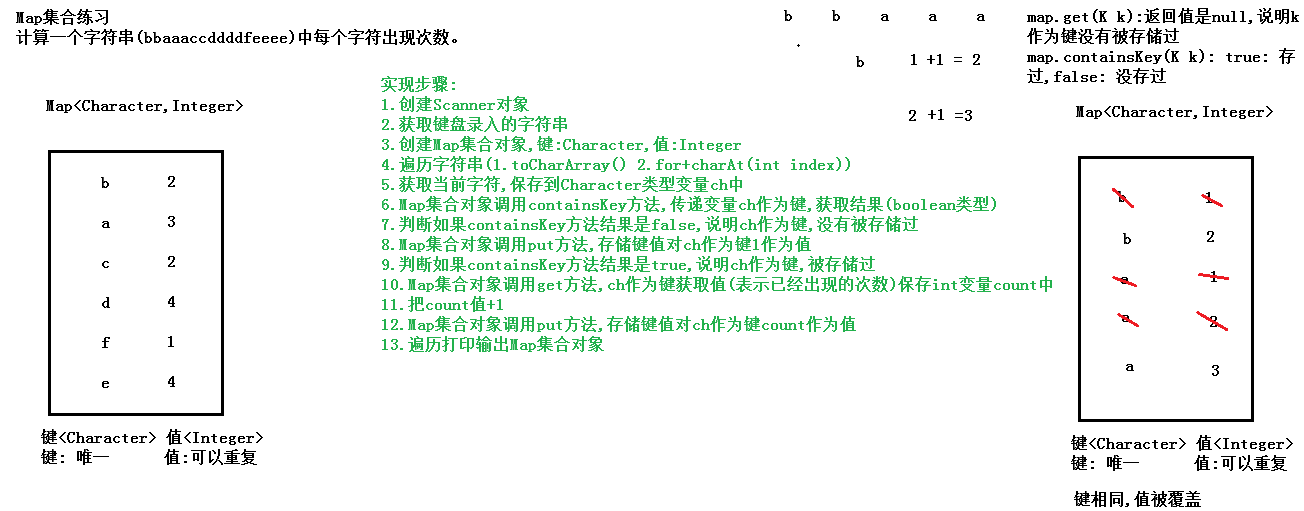 Map集合练习
计算一个字符串(bbaaaccddddfeeee)中每个字符出现次数。
Map<Character,Integer>
b 2
a 3
c 2
d 4
f 1
e 4
键<Character> 值<Integer>
键: 唯一 值:可以重复
实现步骤:
1.创建Scanner对象
2.获取键盘录入的字符串
3.创建Map集合对象,键:Character,值:Integer
4.遍历字符串(1.toCharArray() 2.for+charAt(int index))
5.获取当前字符,保存到Character类型变量ch中
6.Map集合对象调用containsKey方法,传递变量ch作为键,获取结果(boolean类型)
7.判断如果containsKey方法结果是false,说明ch作为键,没有被存储过
8.Map集合对象调用put方法,存储键值对ch作为键1作为值
9.判断如果containsKey方法结果是true,说明ch作为键,被存储过
10.Map集合对象调用get方法,ch作为键获取值(表示已经出现的次数)保存int变量count中
11.把count值+1
12.Map集合对象调用put方法,存储键值对ch作为键count作为值
13.遍历打印输出Map集合对象
b b a a a
b 1 +1 = 2
2 +1 =3
map.get(K k):返回值是null,说明k
作为键没有被存储过
map.containsKey(K k): true: 存
过,false: 没存过
Map<Character,Integer>
b 1
b 2
a 1
a 2
a 3
键<Character> 值<Integer>
键: 唯一 值:可以重复
键相同,值被覆盖